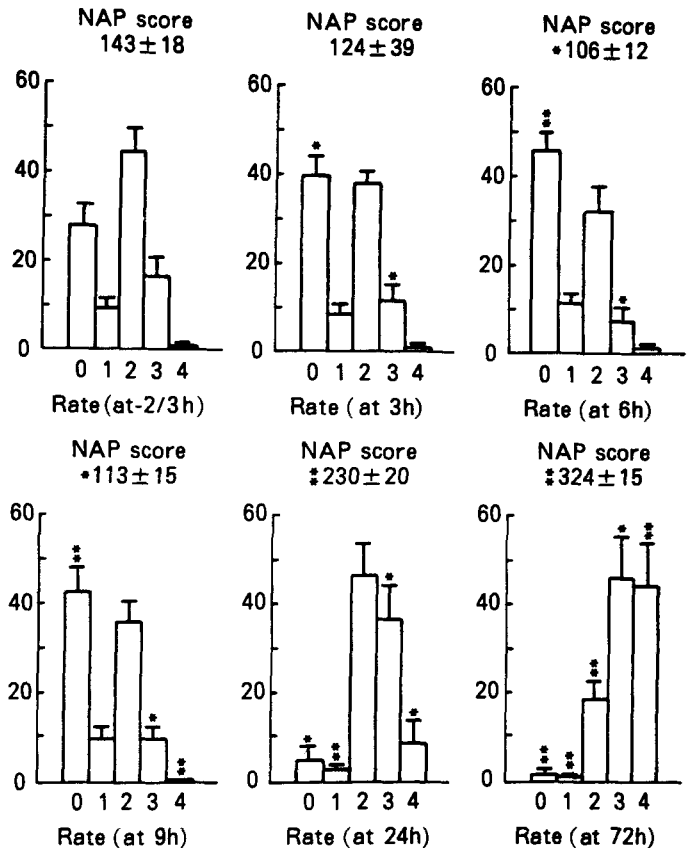 NAP score
143±18
60
40
20
0
0 1 2 3 4
Rate (at-2/3h)
NAP score
124±39
60
40
20
0
*
*
0 1 2 3 4
Rate ( at 3h)
NAP score
*106±12
60
40
20
0
**
*
0 1 2 3 4
Rate (at 6h)
NAP score
*113±15
60
40
20
0
**
*
**
0 1 2 3 4
Rate (at 9h)
NAP score
**230±20
60
40
20
0
*
**
*
*
0 1 2 3 4
Rate (at 24h)
NAP score
**324±15
60
40
20
0
**
**
**
*
**
0 1 2 3 4
Rate (at 72h)